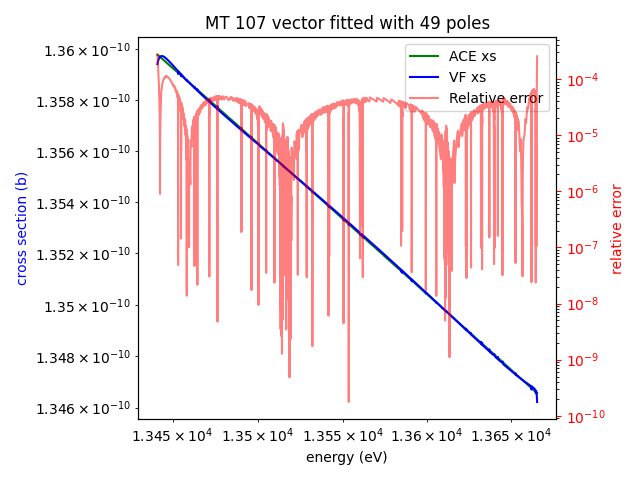 MT 107 vector fitted with 49 poles
ACE xs
VF xs
Relative error
1.36 × 10⁻¹⁰
1.358 × 10⁻¹⁰
1.356 × 10⁻¹⁰
1.354 × 10⁻¹⁰
1.352 × 10⁻¹⁰
1.35 × 10⁻¹⁰
1.348 × 10⁻¹⁰
1.346 × 10⁻¹⁰
cross section (b)
10⁻⁴
10⁻⁵
10⁻⁶
10⁻⁷
10⁻⁸
10⁻⁹
10⁻¹⁰
relative error
1.345 × 10⁴ 1.35 × 10⁴ 1.355 × 10⁴ 1.36 × 10⁴ 1.365 × 10⁴
energy (eV)